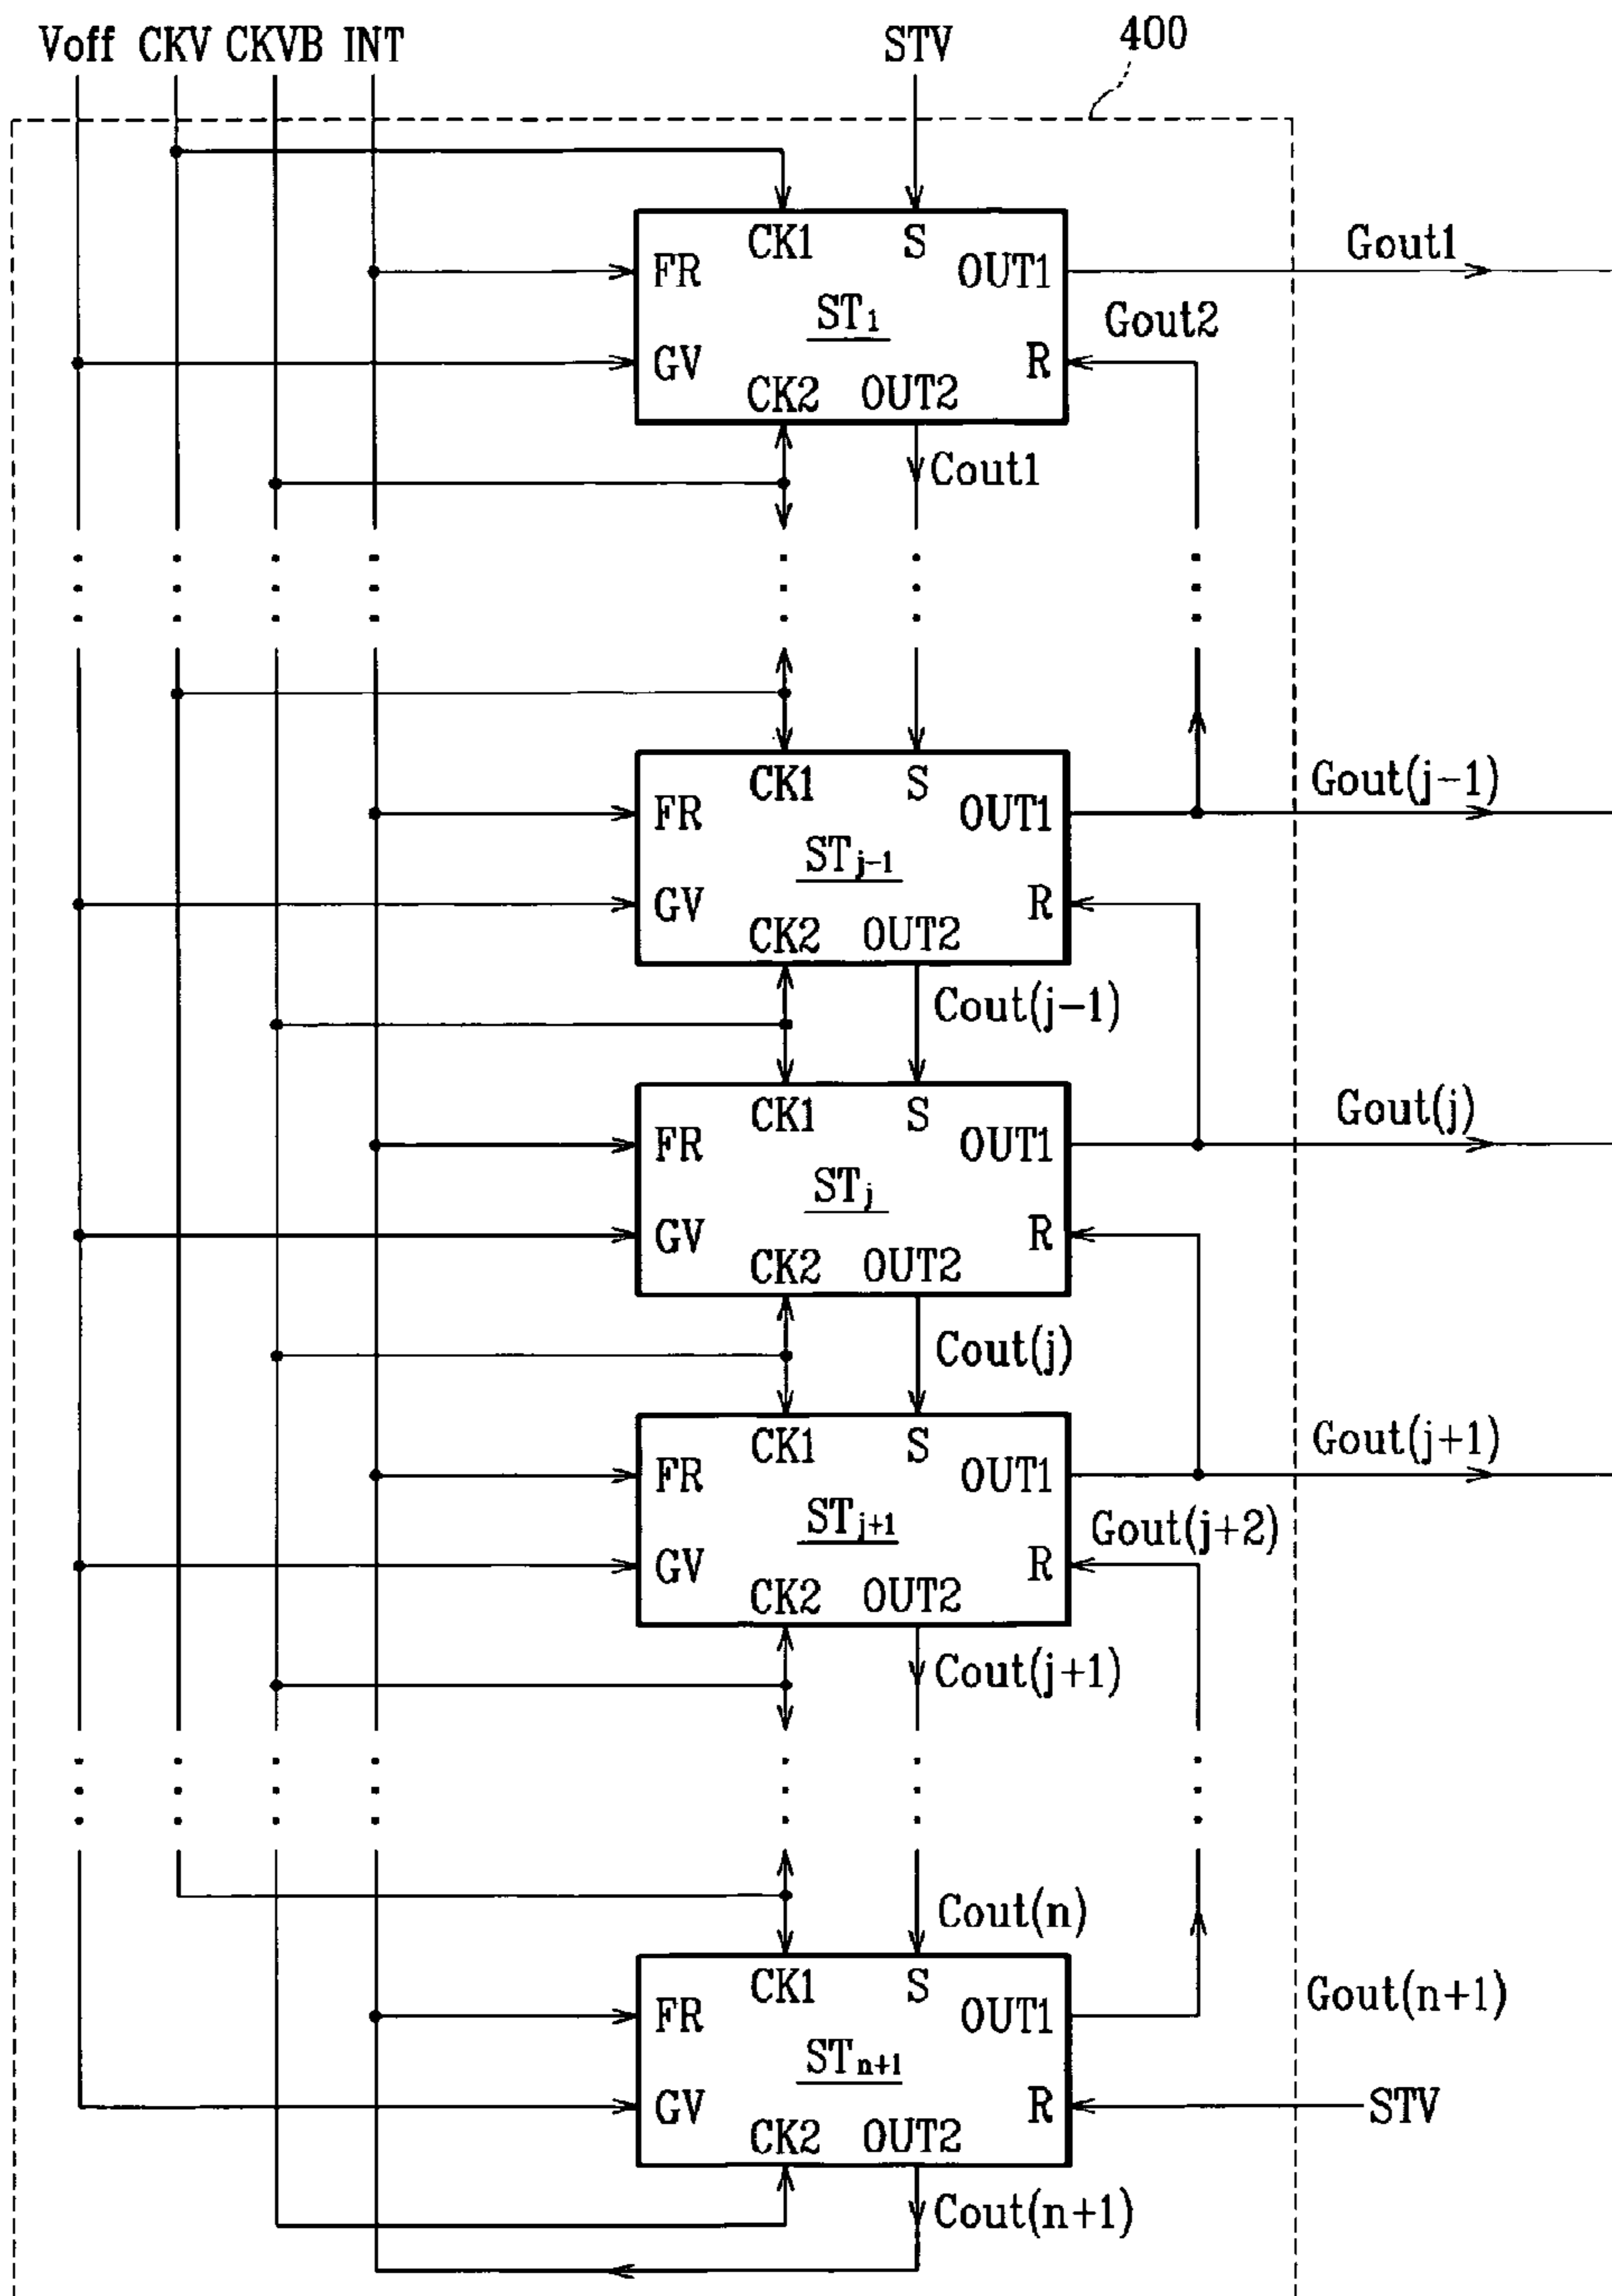 Voff CKV CKVB INT STV 400
CK1 S
FR OUT1 Gout1
ST1 Gout2
GV R
CK2 OUT2
Cout1
CK1 S Gout(j-1)
FR OUT1
STj-1
GV R
CK2 OUT2
Cout(j-1)
CK1 S Gout(j)
FR OUT1
STj
GV R
CK2 OUT2
Cout(j)
CK1 S Gout(j+1)
FR OUT1
STj+1 Gout(j+2)
GV R
CK2 OUT2
Cout(j+1)
Cout(n)
CK1 S Gout(n+1)
FR OUT1
STn+1
GV R STV
CK2 OUT2
Cout(n+1)